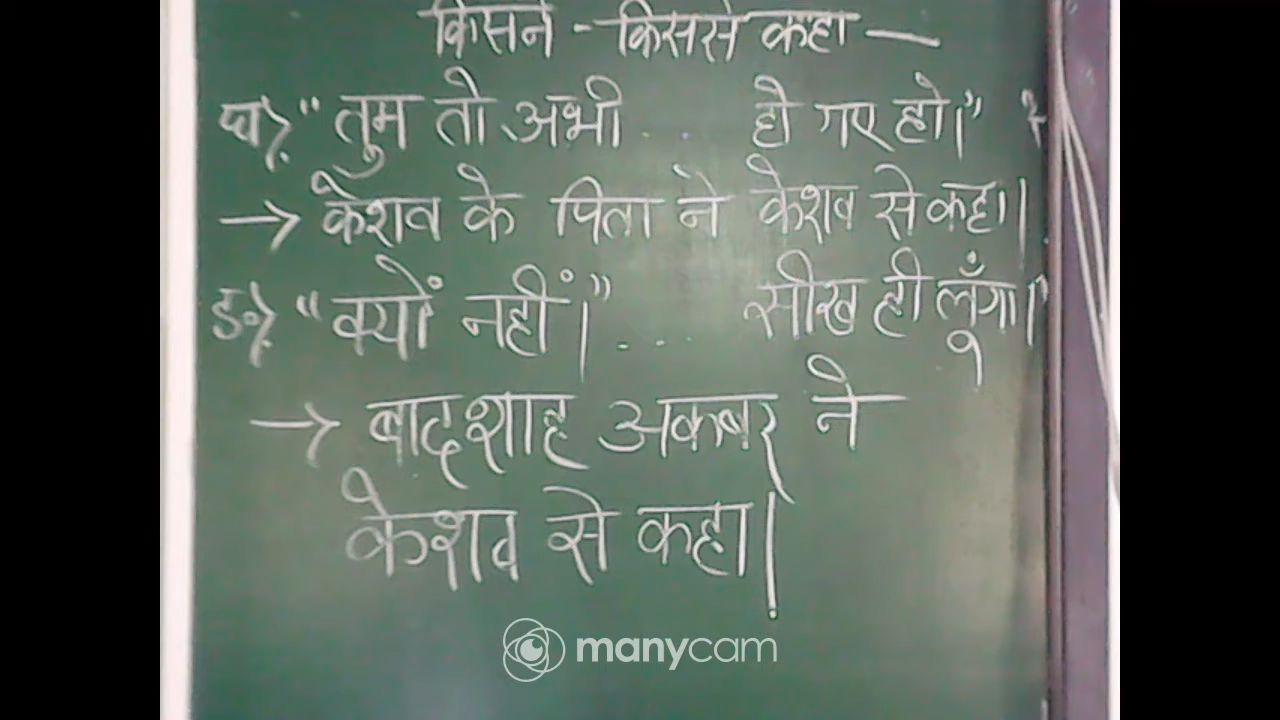 किसने - किससे कहा —
घ) " तुम तो अभी .. हो गए हो।"
→ केशव के पिता ने केशव से कहा।
ङ) " क्यों नहीं।" .... सीख ही लूँगा।
→ बादशाह अकबर ने
केशव से कहा।
manycam